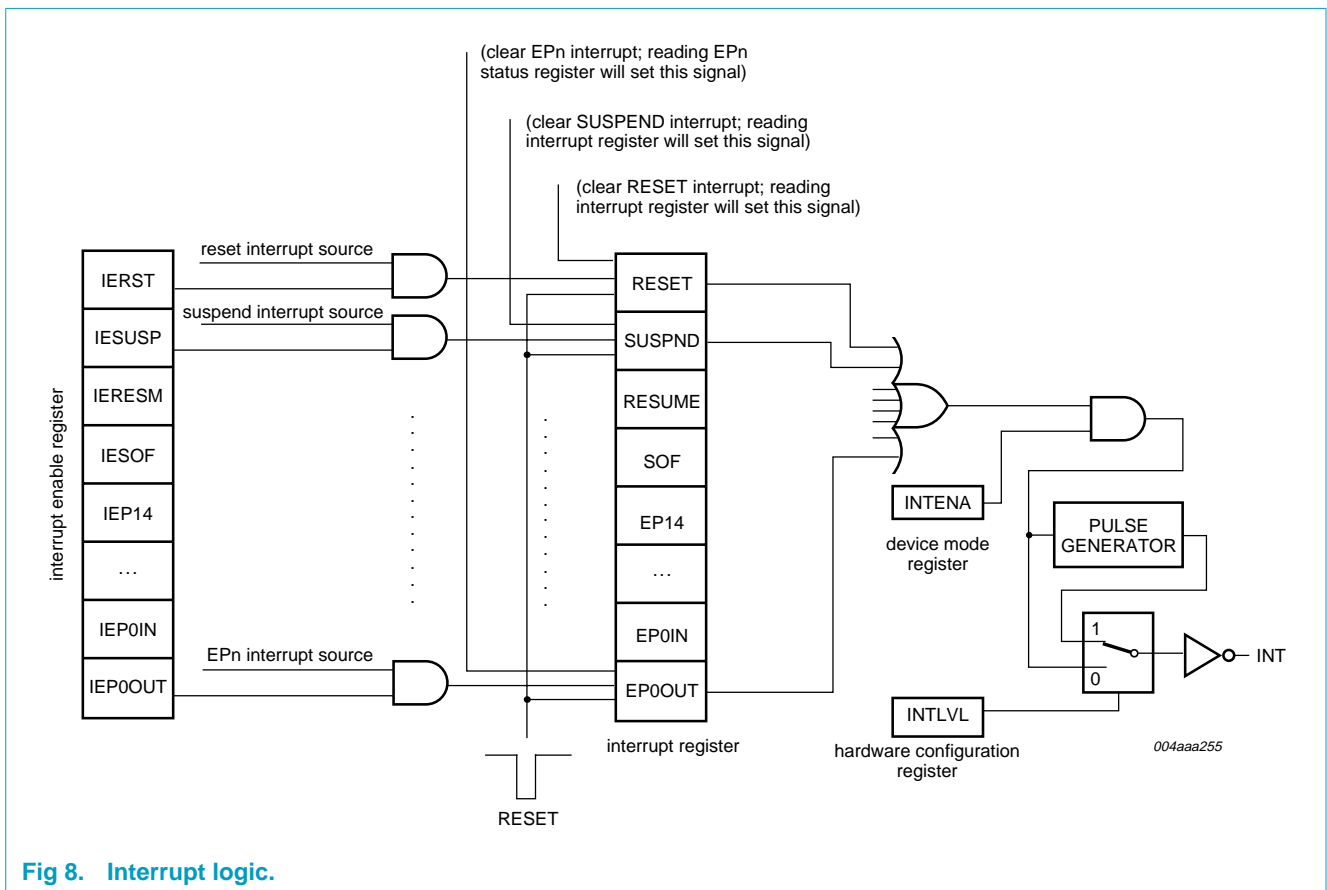 (clear EPn interrupt; reading EPn
status register will set this signal)
(clear SUSPEND interrupt; reading
interrupt register will set this signal)
(clear RESET interrupt; reading
interrupt register will set this signal)
interrupt enable register
IERST
IESUSP
IERESM
IESOF
IEP14
...
IEP0IN
IEP0OUT
reset interrupt source
suspend interrupt source
EPn interrupt source
RESET
SUSPND
RESUME
SOF
EP14
...
EP0IN
EP0OUT
interrupt register
RESET
INTENA
device mode
register
PULSE
GENERATOR
1
0
INT
INTLVL
hardware configuration
register
004aaa255
Fig 8. Interrupt logic.